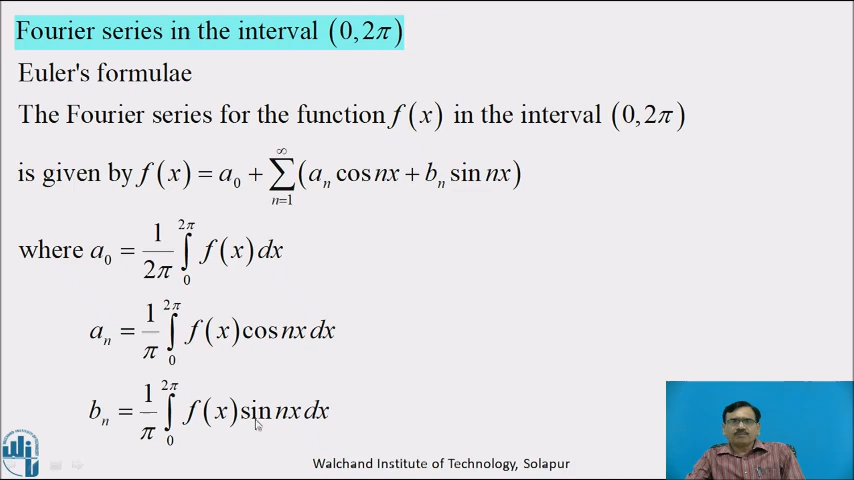 Fourier series in the interval (0, 2π)
Euler's formulae
The Fourier series for the function f(x) in the interval (0, 2π)
is given by f(x) = a₀ + ∑_{n=1}^{∞} (aₙ cos nx + bₙ sin nx)
where a₀ = 1/2π ∫₀^{2π} f(x) dx
aₙ = 1/π ∫₀^{2π} f(x) cos nx dx
bₙ = 1/π ∫₀^{2π} f(x) sin nx dx
Walchand Institute of Technology, Solapur